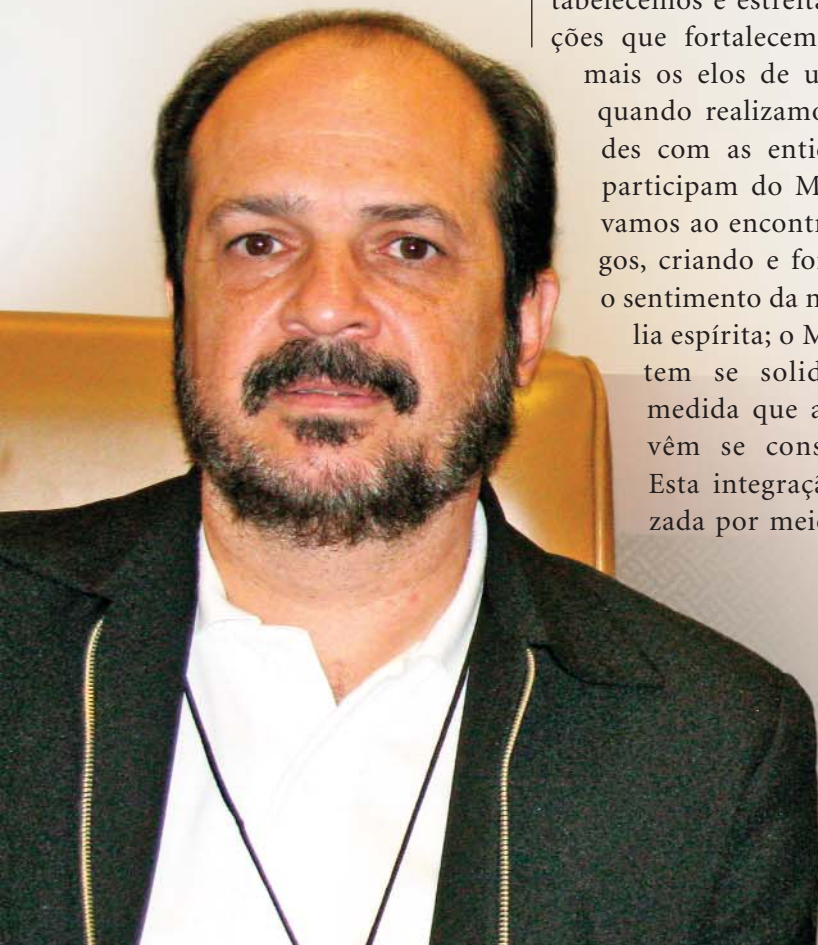 tabelecemos e estreita
ções que fortalecem
mais os elos de u
quando realizamo
des com as enti
participam do M
vamos ao encontr
gos, criando e fo
o sentimento da n
lia espírita; o M
tem se solid
medida que a
vêm se cons
Esta integraçã
zada por mei